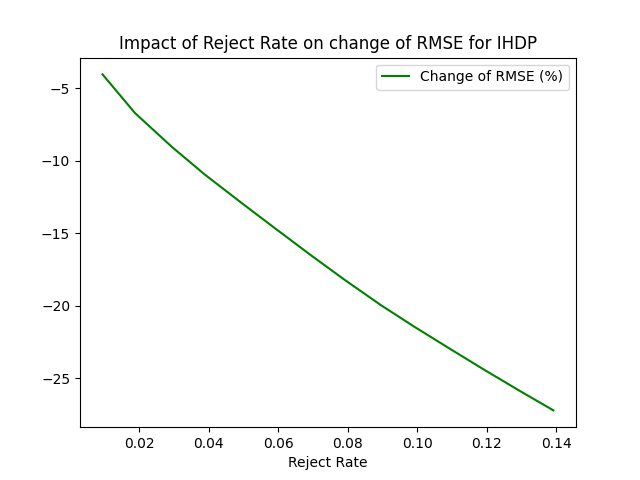 Impact of Reject Rate on change of RMSE for IHDP
Change of RMSE (%)
−5
−10
−15
−20
−25
0.02 0.04 0.06 0.08 0.10 0.12 0.14
Reject Rate